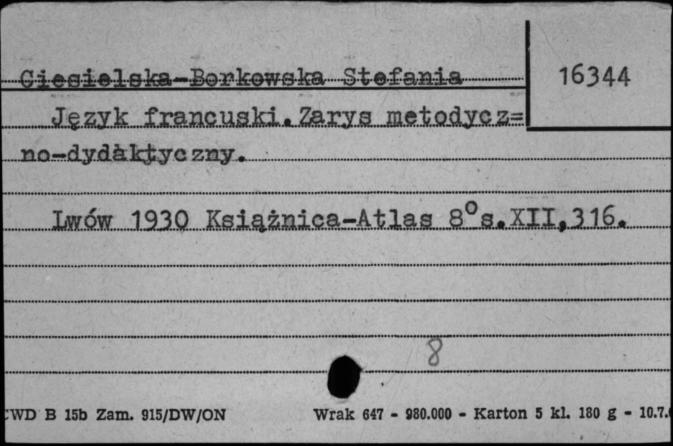 Ciesielska-Borkowska Stefania
16344
Język francuski. Zarys metodycz=
no-dydaktyczny.
Lwów 1930 Książnica-Atlas 8° s.XII,316.
8
CWD B 15b Zam. 915/DW/ON Wrak 647 - 980.000 - Karton 5 kl. 180 g - 10.7.